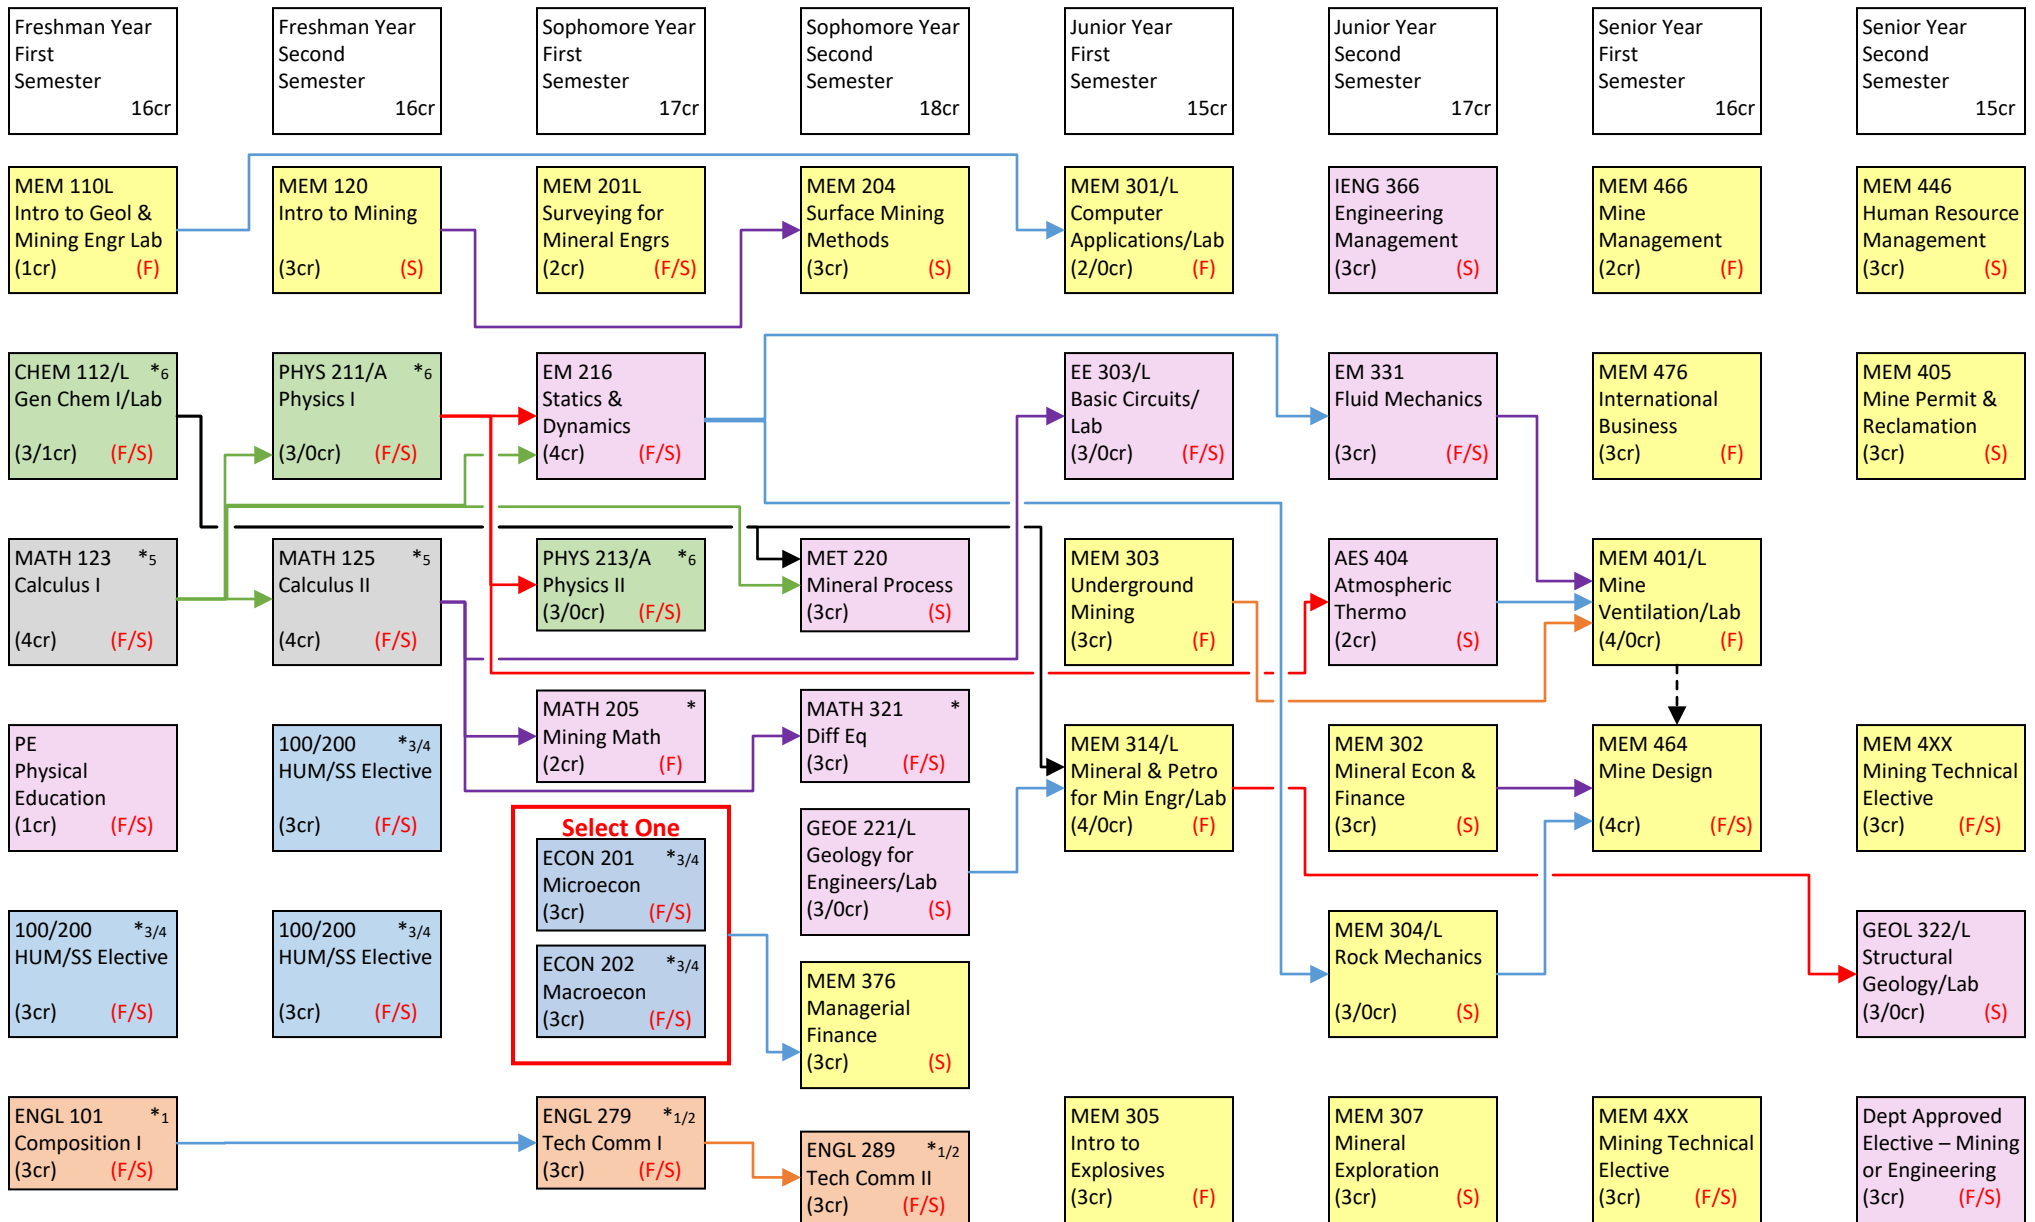 Freshman Year
First
Semester
16cr
Freshman Year
Second
Semester
16cr
Sophomore Year
First
Semester
17cr
Sophomore Year
Second
Semester
18cr
Junior Year
First
Semester
15cr
Junior Year
Second
Semester
17cr
Senior Year
First
Semester
16cr
Senior Year
Second
Semester
15cr
MEM 110L
Intro to Geol &
Mining Engr Lab
(1cr) (F)
MEM 120
Intro to Mining
(3cr) (S)
MEM 201L
Surveying for
Mineral Engrs
(2cr) (F/S)
MEM 204
Surface Mining
Methods
(3cr) (S)
MEM 301/L
Computer
Applications/Lab
(2/0cr) (F)
IENG 366
Engineering
Management
(3cr) (S)
MEM 466
Mine
Management
(2cr) (F)
MEM 446
Human Resource
Management
(3cr) (S)
CHEM 112/L *6
Gen Chem I/Lab
(3/1cr) (F/S)
PHYS 211/A *6
Physics I
(3/0cr) (F/S)
EM 216
Statics &
Dynamics
(4cr) (F/S)
EE 303/L
Basic Circuits/
Lab
(3/0cr) (F/S)
EM 331
Fluid Mechanics
(3cr) (F/S)
MEM 476
International
Business
(3cr) (F)
MEM 405
Mine Permit &
Reclamation
(3cr) (S)
MATH 123 *5
Calculus I
(4cr) (F/S)
MATH 125 *5
Calculus II
(4cr) (F/S)
PHYS 213/A *6
Physics II
(3/0cr) (F/S)
MET 220
Mineral Process
(3cr) (S)
MEM 303
Underground
Mining
(3cr) (F)
AES 404
Atmospheric
Thermo
(2cr) (S)
MEM 401/L
Mine
Ventilation/Lab
(4/0cr) (F)
PE
Physical
Education
(1cr) (F/S)
100/200 *3/4
HUM/SS Elective
(3cr) (F/S)
MATH 205 *
Mining Math
(2cr) (F)
MATH 321 *
Diff Eq
(3cr) (F/S)
MEM 314/L
Mineral & Petro
for Min Engr/Lab
(4/0cr) (F)
MEM 302
Mineral Econ &
Finance
(3cr) (S)
MEM 464
Mine Design
(4cr) (F/S)
MEM 4XX
Mining Technical
Elective
(3cr) (F/S)
Select One
ECON 201 *3/4
Microecon
(3cr) (F/S)
ECON 202 *3/4
Macroecon
(3cr) (F/S)
GEOE 221/L
Geology for
Engineers/Lab
(3/0cr) (S)
100/200 *3/4
HUM/SS Elective
(3cr) (F/S)
100/200 *3/4
HUM/SS Elective
(3cr) (F/S)
MEM 376
Managerial
Finance
(3cr) (S)
MEM 304/L
Rock Mechanics
(3/0cr) (S)
GEOL 322/L
Structural
Geology/Lab
(3/0cr) (S)
ENGL 101 *1
Composition I
(3cr) (F/S)
ENGL 279 *1/2
Tech Comm I
(3cr) (F/S)
ENGL 289 *1/2
Tech Comm II
(3cr) (F/S)
MEM 305
Intro to
Explosives
(3cr) (F)
MEM 307
Mineral
Exploration
(3cr) (S)
MEM 4XX
Mining Technical
Elective
(3cr) (F/S)
Dept Approved
Elective – Mining
or Engineering
(3cr) (F/S)